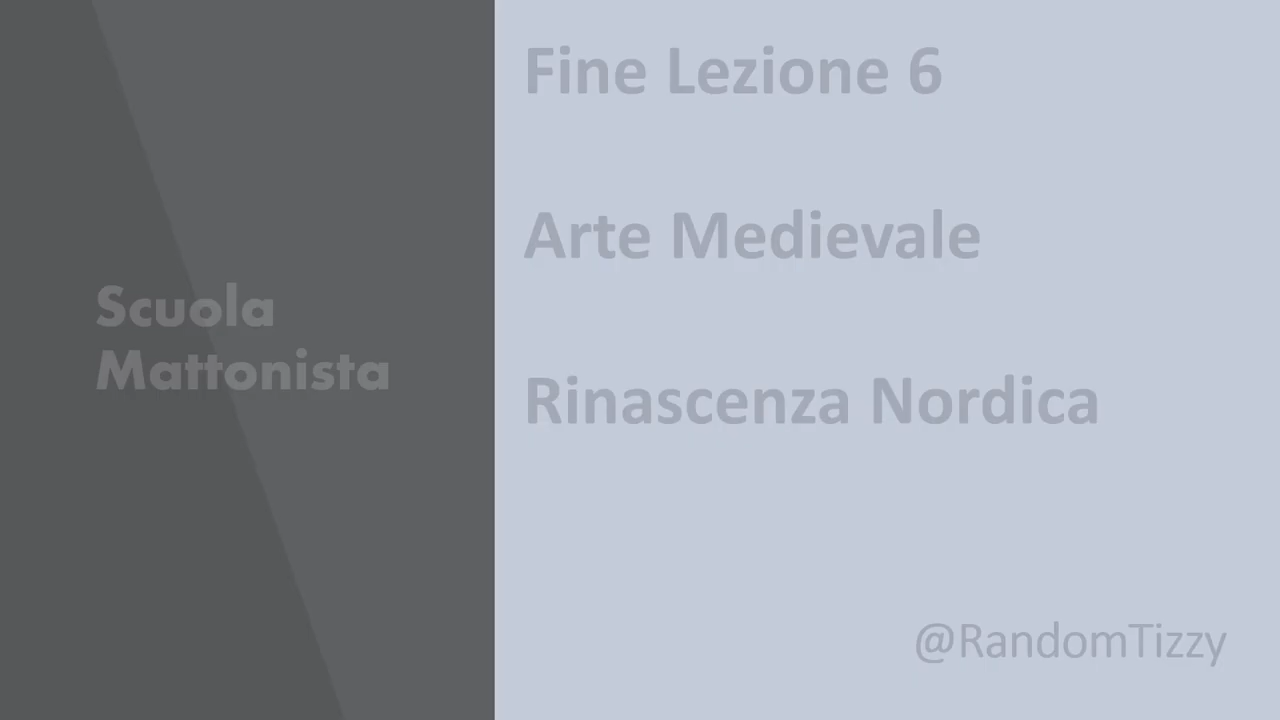 Scuola
Mattonista
Fine Lezione 6
Arte Medievale
Rinascenza Nordica
@RandomTizzy